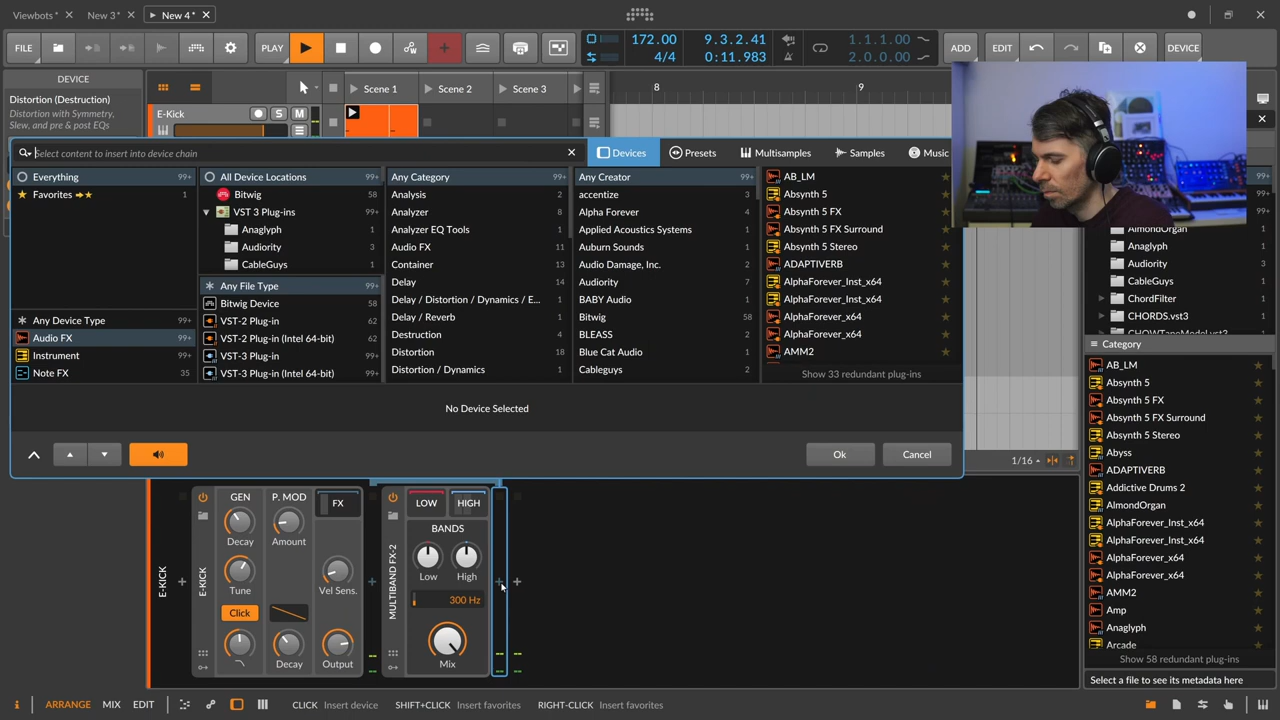 Viewbots* ×
New 3* ×
▶ New 4* ×
FILE
PLAY
172.00
4/4
9.3.2.41
0:11.983
1.1.1.00
2.0.0.00
ADD
EDIT
DEVICE
DEVICE
Distortion (Destruction)
Distortion with Symmetry,
Slew, and pre & post EQs
Scene 1
Scene 2
Scene 3
8
9
E-Kick
S
M
Select content to insert into device chain
Devices
Presets
Multisamples
Samples
Music
Everything 99+
Favorites 99+
Any Device Type 99+
Audio FX 99+
Instrument 99+
Note FX 35
All Device Locations 99+
Bitwig 58
VST 3 Plug-ins 99+
Anaglyph 1
Audiority 3
CableGuys 1
Any File Type 99+
Bitwig Device 58
VST-2 Plug-in 62
VST-2 Plug-in (Intel 64-bit) 62
VST-3 Plug-in 99+
VST-3 Plug-in (Intel 64-bit) 99+
Any Category 99+
Analysis 2
Analyzer 8
Analyzer EQ Tools 1
Audio FX 11
Container 13
Delay 14
Delay / Distortion / Dynamics / E... 1
Delay / Reverb 1
Destruction 4
Distortion 18
Distortion / Dynamics 1
Any Creator 99+
accentize 3
Alpha Forever 4
Applied Acoustics Systems 2
Auburn Sounds 1
Audio Damage, Inc. 5
Audiority 7
BABY Audio 1
Bitwig 58
BLEASS 1
Blue Cat Audio 1
Cableguys 2
AB_LM
Absynth 5
Absynth 5 FX
Absynth 5 FX Surround
Absynth 5 Stereo
ADAPTIVERB
AlphaForever_Inst_x64
AlphaForever_Inst_x64
AlphaForever_x64
AlphaForever_x64
AMM2
Show 33 redundant plug-ins
No Device Selected
Ok
Cancel
AlmondOrgan
Anaglyph
Audiority
CableGuys
ChordFilter
CHORDS.vst3
CHOWTapeModel.vst3
Category
AB_LM
Absynth 5
Absynth 5 FX
Absynth 5 FX Surround
Absynth 5 Stereo
Abyss
ADAPTIVERB
Addictive Drums 2
AlmondOrgan
AlphaForever_Inst_x64
AlphaForever_Inst_x64
AlphaForever_x64
AlphaForever_x64
AMM2
Amp
Anaglyph
Arcade
Show 58 redundant plug-ins
Select a file to see its metadata here
1/16
E-KICK
E-KICK
GEN
Decay
Tune
Click
P. MOD
Amount
Decay
FX
Vel Sens.
Output
MULTIBAND FX-2
LOW
HIGH
BANDS
Low
High
300 Hz
Mix
ARRANGE
MIX
EDIT
CLICK Insert device
SHIFT+CLICK Insert favorites
RIGHT-CLICK Insert favorites